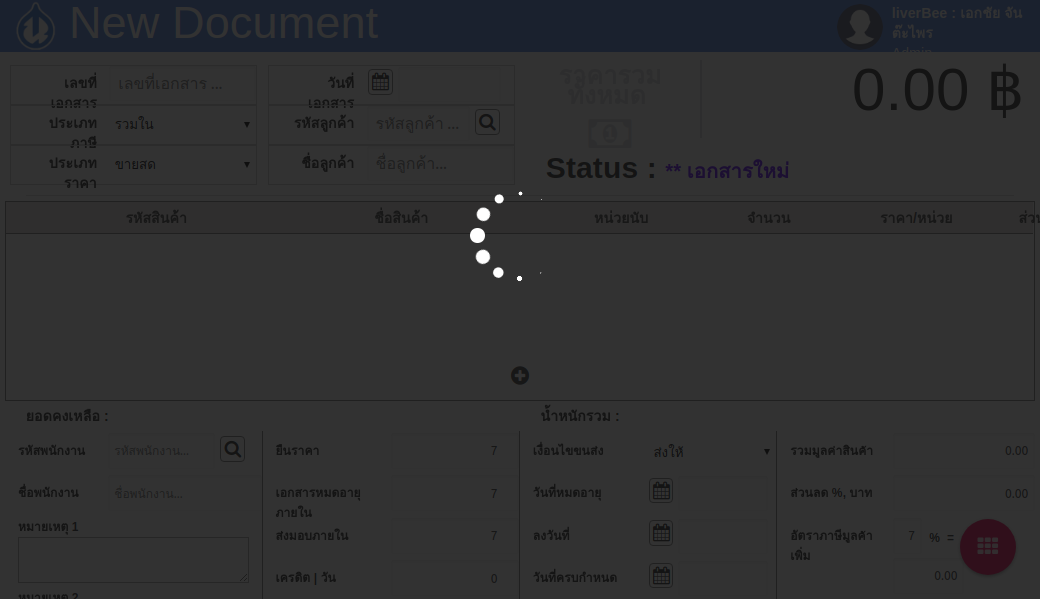 New Document
liverBee : เอกชัย จัน
ต๊ะไพร
Admin
เลขที่
เอกสาร
เลขที่เอกสาร ...
วันที่
เอกสาร
ราคารวม
ทั้งหมด
0.00 ฿
ประเภท
ภาษี
รวมใน
รหัสลูกค้า
รหัสลูกค้า ...
ประเภท
ราคา
ขายสด
ชื่อลูกค้า
ชื่อลูกค้า...
Status : ** เอกสารใหม่
รหัสสินค้า ชื่อสินค้า หน่วยนับ จำนวน ราคา/หน่วย ส่วน
ยอดคงเหลือ :
น้ำหนักรวม :
รหัสพนักงาน รหัสพนักงาน...
ชื่อพนักงาน ชื่อพนักงาน...
หมายเหตุ 1
หมายเหตุ 2
ยืนราคา 7
เอกสารหมดอายุ
ภายใน
7
ส่งมอบภายใน 7
เครดิต | วัน 0
เงื่อนไขขนส่ง ส่งให้
วันที่หมดอายุ
ลงวันที่
วันที่ครบกำหนด
รวมมูลค่าสินค้า 0.00
ส่วนลด %, บาท 0.00
อัตราภาษีมูลค่า
เพิ่ม
7 % =
0.00